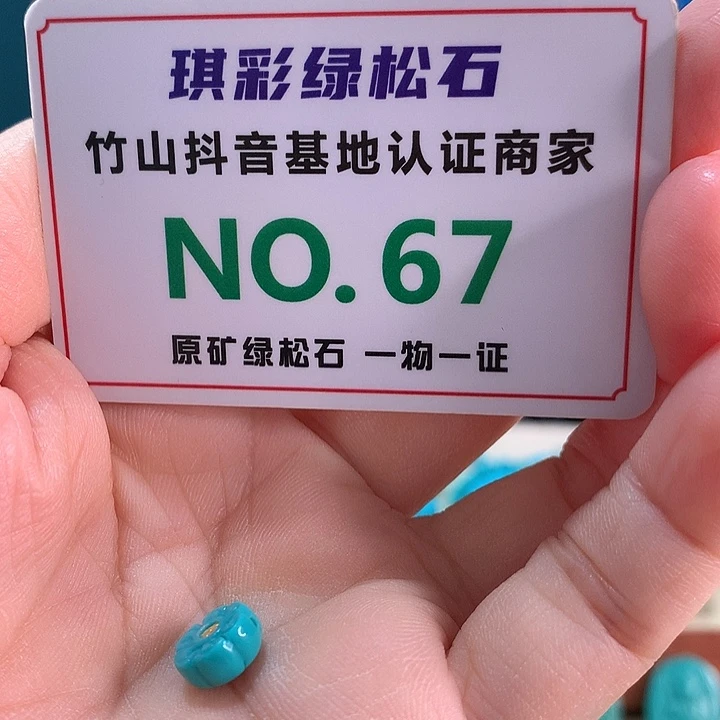 琪彩绿松石
竹山抖音基地认证商家
NO.67
原矿绿松石 一物一证